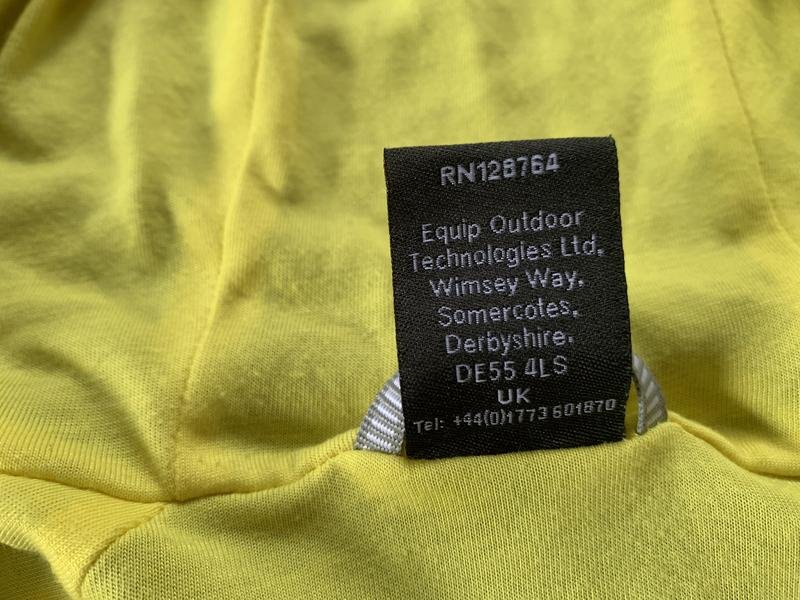 RN128764
Equip Outdoor
Technologies Ltd.
Wimsey Way.
Somercotes.
Derbyshire.
DE55 4LS
UK
Tel: +44(0)1773 601870